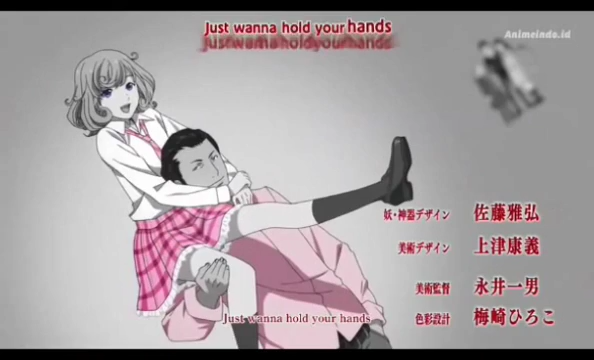 Just wanna hold your hands
Just wanna hold your hands
Animeindo.id
妖・神器デザイン 佐藤雅弘
美術デザイン 上津康義
美術監督 永井一男
色彩設計 梅崎ひろこ
Just wanna hold your hands